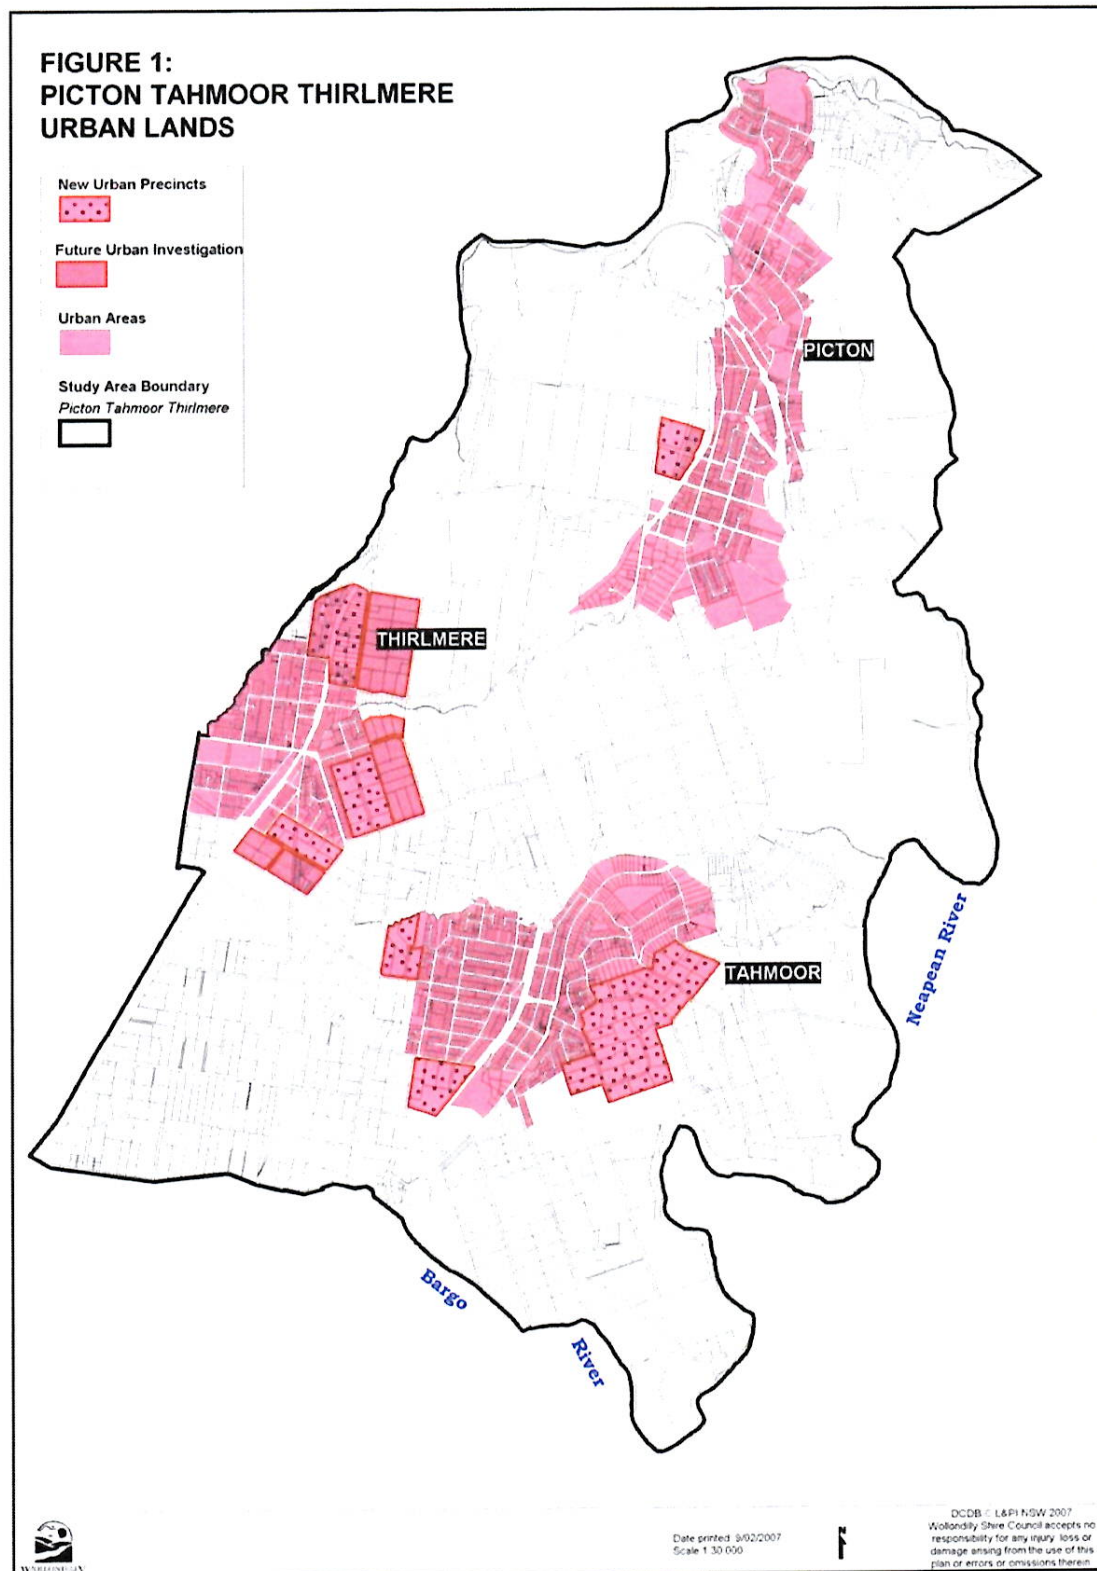 FIGURE 1:
PICTON TAHMOOR THIRLMERE
URBAN LANDS
New Urban Precincts
Future Urban Investigation
Urban Areas
Study Area Boundary
Picton Tahmoor Thirlmere
PICTON
THIRLMERE
TAHMOOR
Neapean River
Bargo
River
Date printed 9/02/2007
Scale 1:30 000
N
DCDB © L&PI NSW 2007
Wollondilly Shire Council accepts no
responsibility for any injury, loss or
damage arising from the use of this
plan or errors or omissions therein